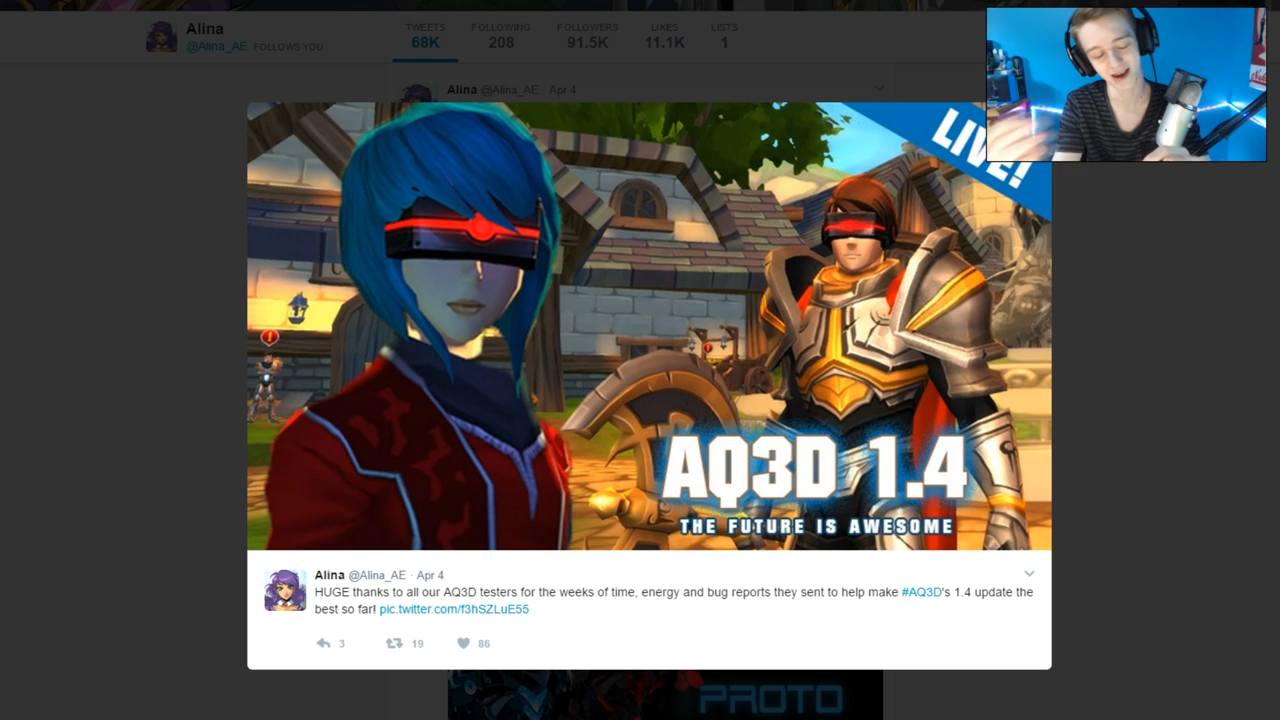 Alina
@Alina_AE FOLLOWS YOU
TWEETS
68K
FOLLOWING
208
FOLLOWERS
91.5K
LIKES
11.1K
LISTS
1
Alina @Alina_AE · Apr 4
LIVE!
AQ3D 1.4
THE FUTURE IS AWESOME
Alina @Alina_AE · Apr 4
HUGE thanks to all our AQ3D testers for the weeks of time, energy and bug reports they sent to help make #AQ3D's 1.4 update the
best so far! pic.twitter.com/f3hSZLuE55
3 19 86
PROTO